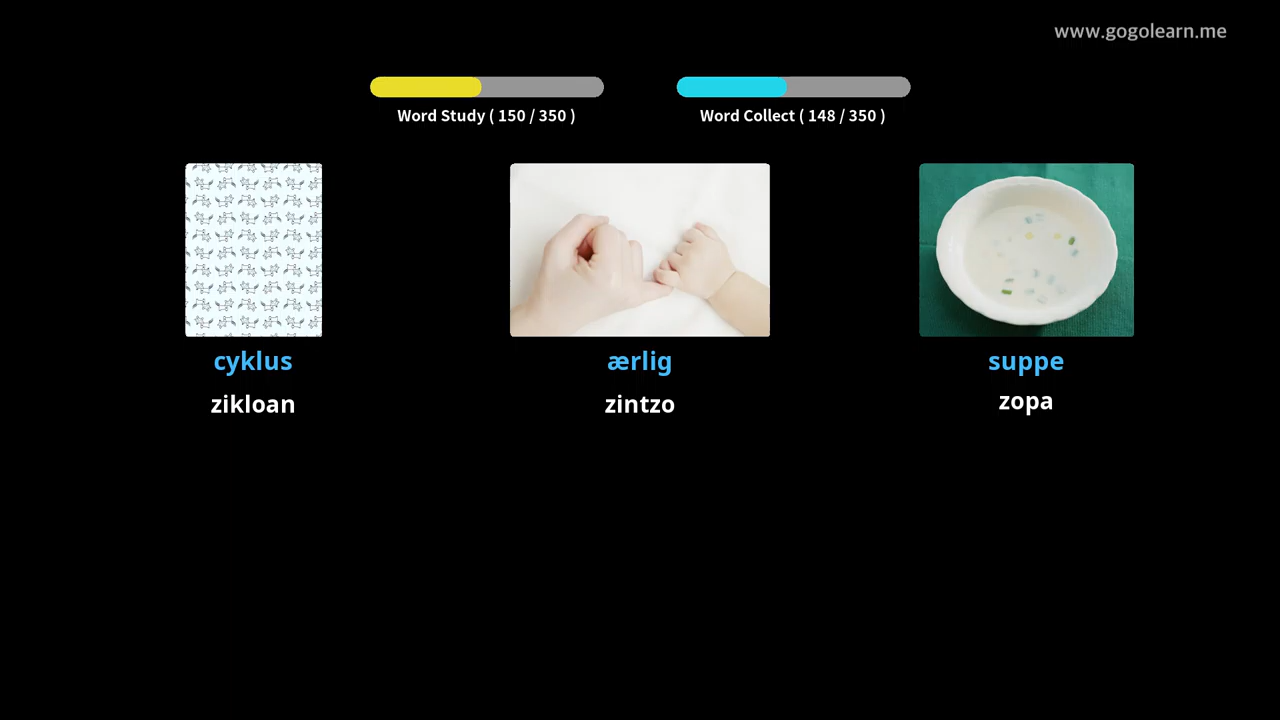 www.gogolearn.me
Word Study ( 150 / 350 )
Word Collect ( 148 / 350 )
cyklus
ærlig
suppe
zikloan
zintzo
zopa